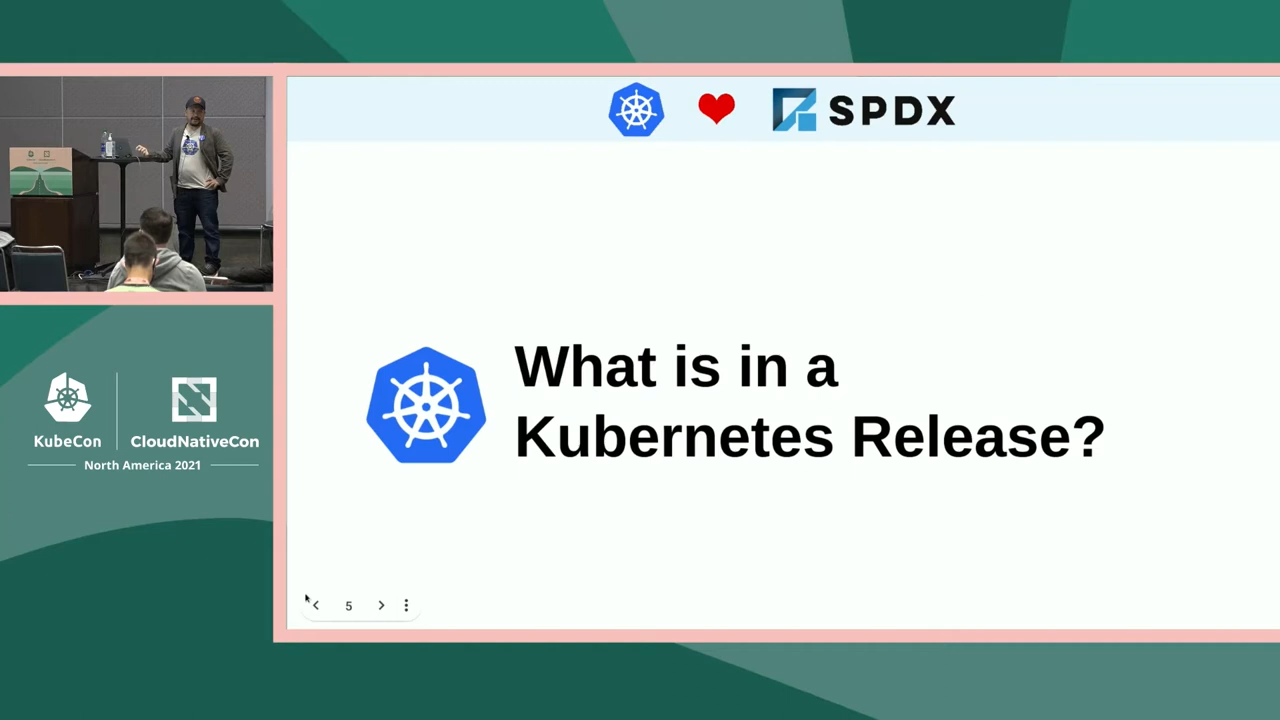 SPDX
What is in a
Kubernetes Release?
KubeCon
CloudNativeCon
North America 2021
5